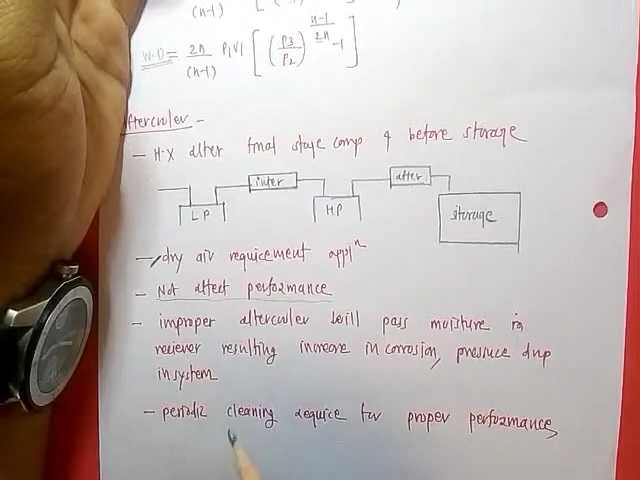 (n-1)
W.D = 2n/(n-1) P1V1 [ (P3/P2)^(n-1/2n) - 1 ]
Aftercooler -
- H.X after final stage comp & before storage
inter after
LP HP storage
- dry air requirement appl^n
- Not affect performance
- improper aftercooler will pass moisture in
reciever resulting increase in corrosion, pressure drop
in system
- periodic cleaning require for proper performance